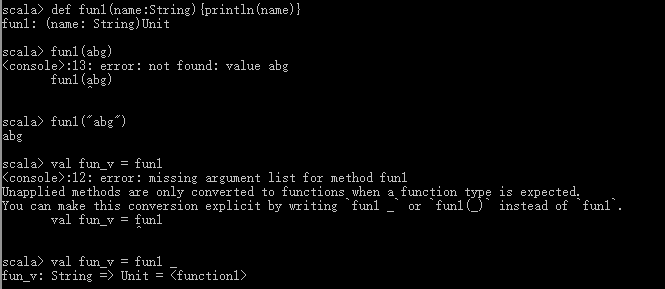 scala> def fun1(name:String){println(name)}
fun1: (name: String)Unit
scala> fun1(abg)
<console>:13: error: not found: value abg
fun1(abg)
^
scala> fun1("abg")
abg
scala> val fun_v = fun1
<console>:12: error: missing argument list for method fun1
Unapplied methods are only converted to functions when a function type is expected.
You can make this conversion explicit by writing `fun1 _` or `fun1(_)` instead of `fun1`.
val fun_v = fun1
^
scala> val fun_v = fun1 _
fun_v: String => Unit = <function1>